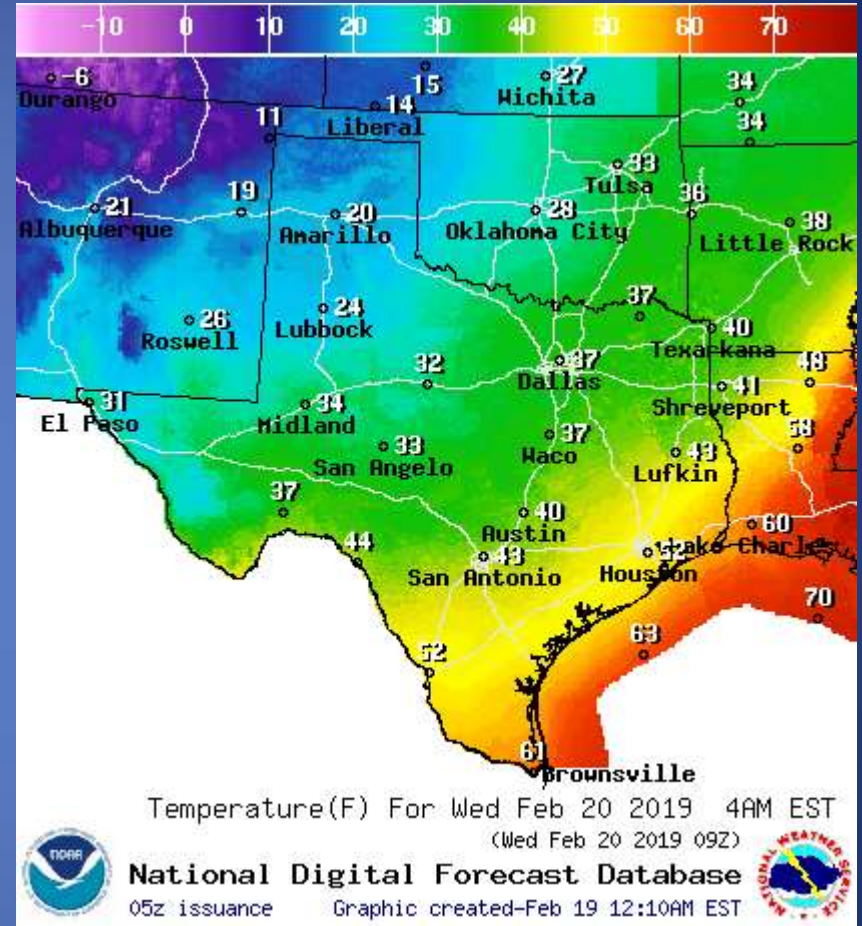 -10 0 10 20 30 40 50 60 70
-6 15 27 34
Durango 14 Wichita
11 Liberal 34
33
Tulsa
21 19 20 28 36 38
Albuquerque Amarillo Oklahoma City Little Rock
26 24 37 40
Roswell Lubbock Texarkana
32 37 48
Dallas 41
31 34 Shreveport
El Paso Midland
33 37 43 58
San Angelo Waco Lufkin
37 40 60
Austin
44 43 52 Lake Charles
San Antonio Houston
70
63
52
61
Brownsville
Temperature(F) For Wed Feb 20 2019 4AM EST
(Wed Feb 20 2019 09Z)
National Digital Forecast Database
05z issuance Graphic created-Feb 19 12:10AM EST
NOAA
NATIONAL WEATHER SERVICE